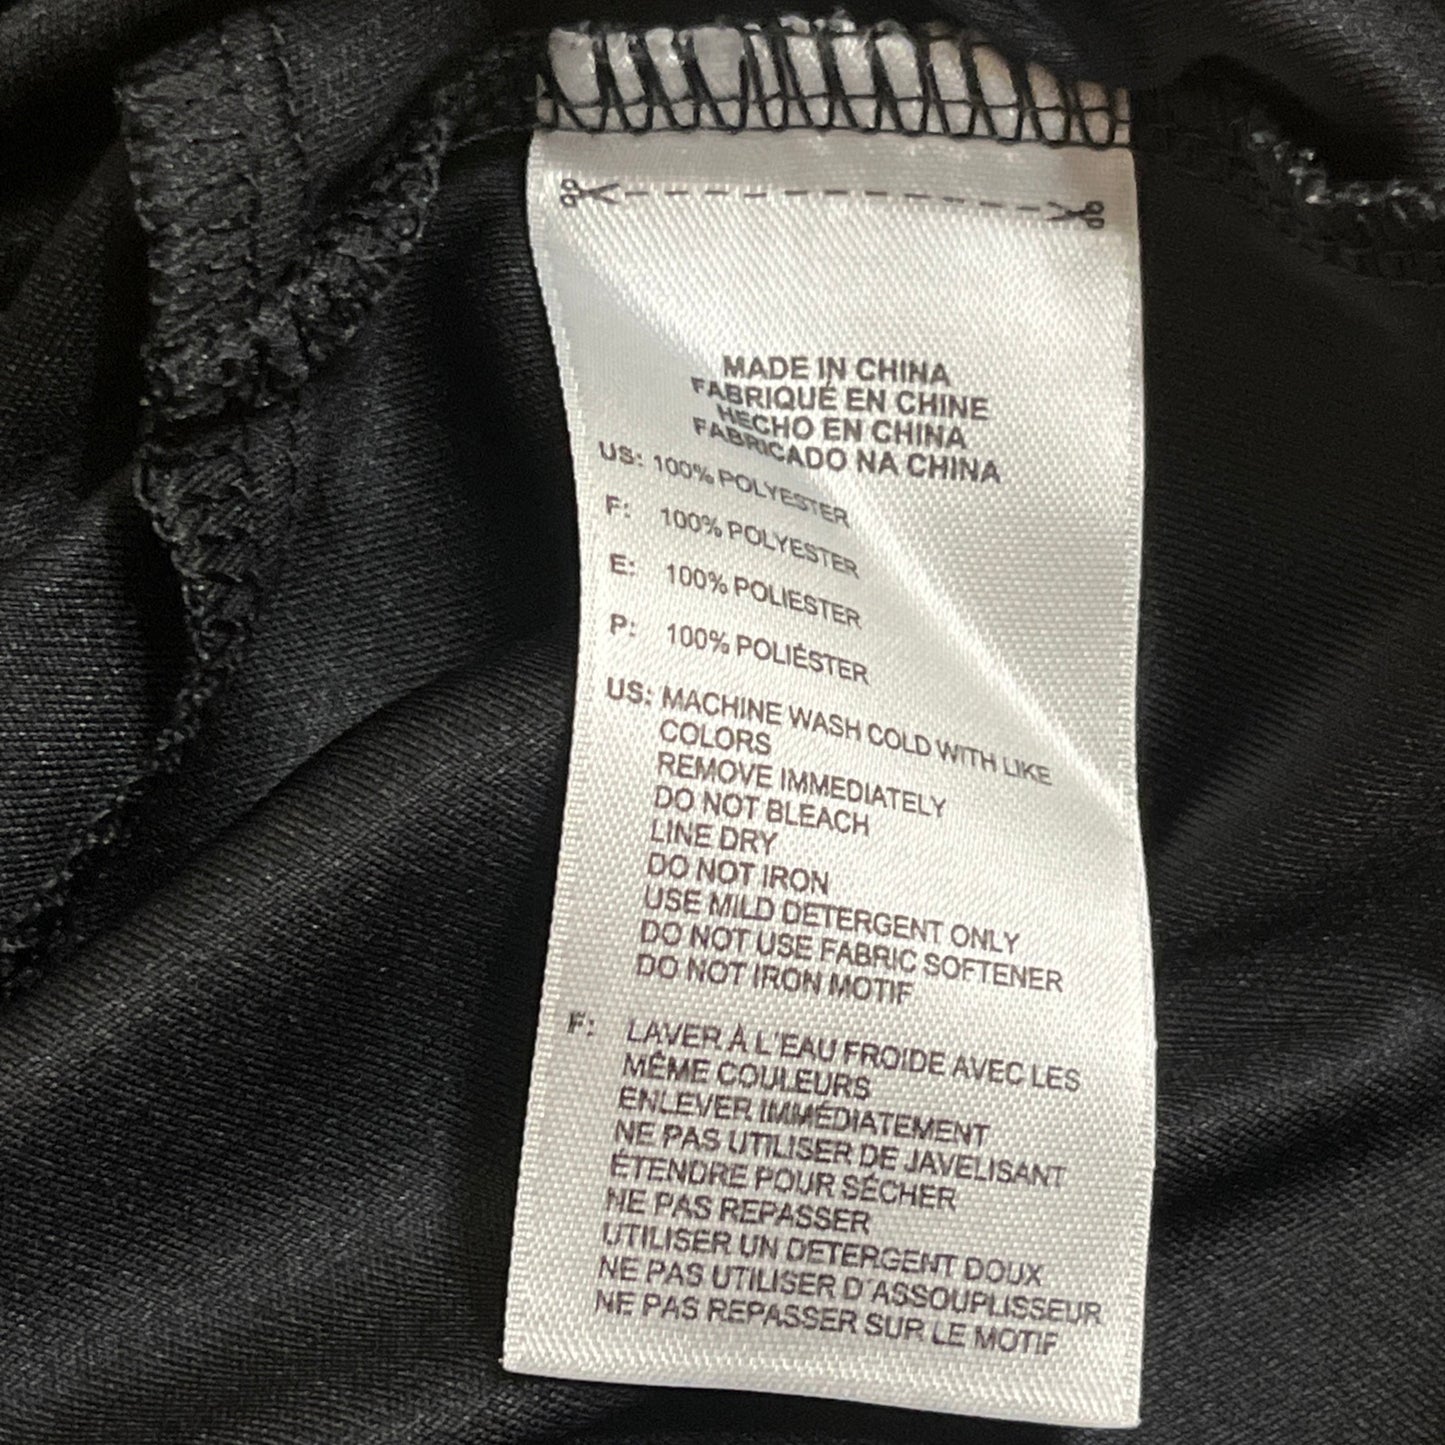 MADE IN CHINA
FABRIQUÉ EN CHINE
HECHO EN CHINA
FABRICADO NA CHINA
US: 100% POLYESTER
F: 100% POLYESTER
E: 100% POLIESTER
P: 100% POLIÉSTER
US: MACHINE WASH COLD WITH LIKE
COLORS
REMOVE IMMEDIATELY
DO NOT BLEACH
LINE DRY
DO NOT IRON
USE MILD DETERGENT ONLY
DO NOT USE FABRIC SOFTENER
DO NOT IRON MOTIF
F: LAVER À L'EAU FROIDE AVEC LES
MÊME COULEURS
ENLEVER IMMÉDIATEMENT
NE PAS UTILISER DE JAVELISANT
ÉTENDRE POUR SÉCHER
NE PAS REPASSER
UTILISER UN DETERGENT DOUX
NE PAS UTILISER D'ASSOUPLISSEUR
NE PAS REPASSER SUR LE MOTIF